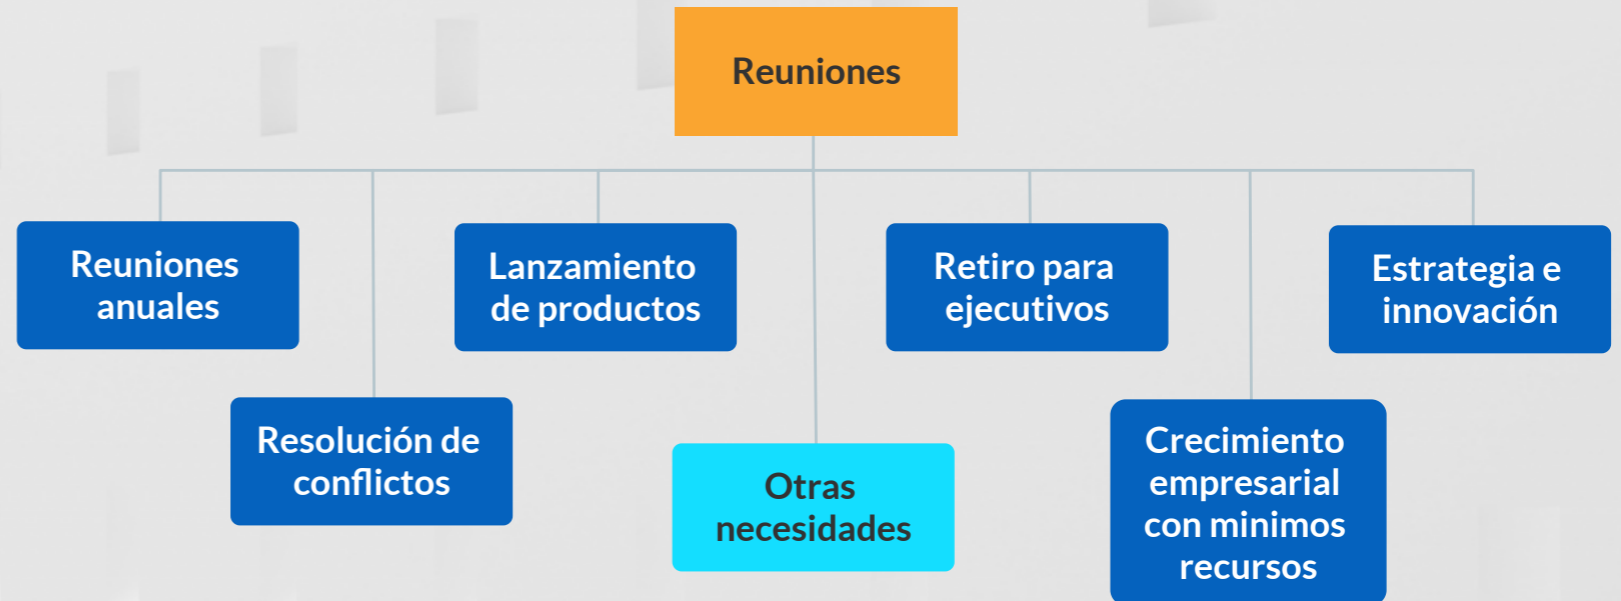 Reuniones
Reuniones
anuales
Lanzamiento
de productos
Retiro para
ejecutivos
Estrategia e
innovación
Resolución de
conflictos
Otras
necesidades
Crecimiento
empresarial
con minimos
recursos